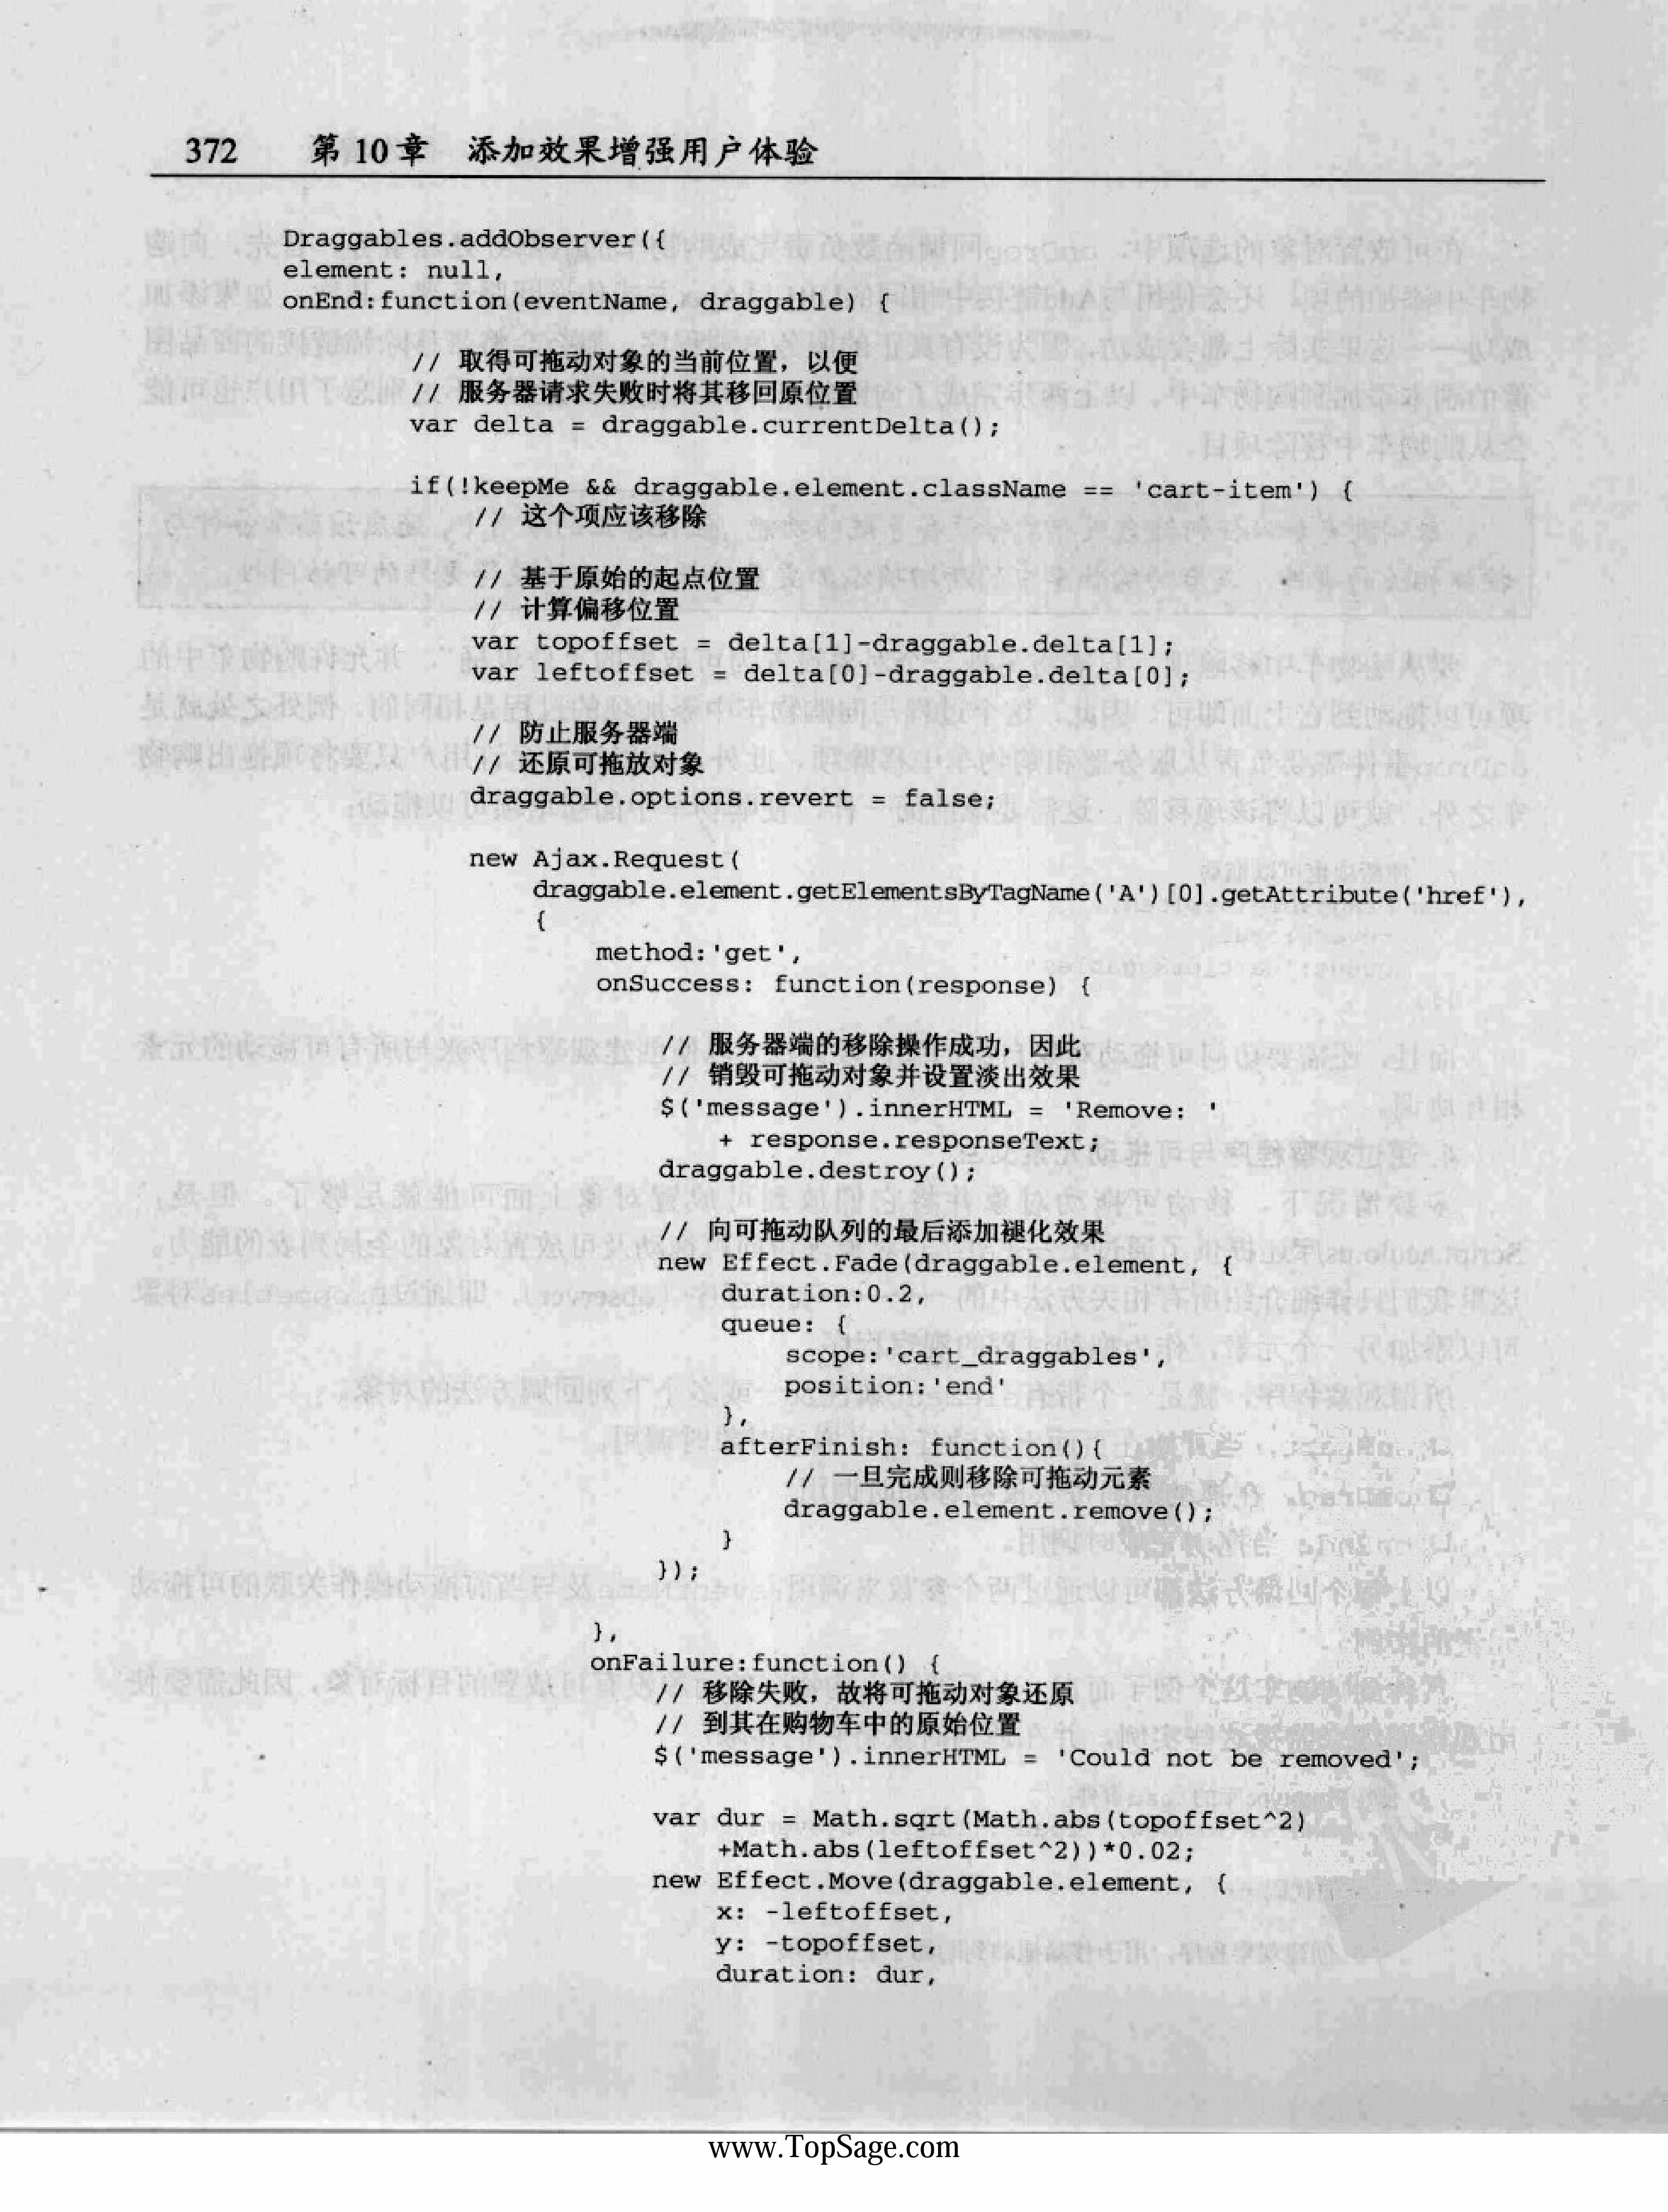 372 第 10 章 添加效果增强用户体验
Draggables.addObserver({
element: null,
onEnd:function(eventName, draggable) {
// 取得可拖动对象的当前位置，以便
// 服务器请求失败时将其移回原位置
var delta = draggable.currentDelta();
if(!keepMe && draggable.element.className == 'cart-item') {
// 这个项应该移除
// 基于原始的起点位置
// 计算偏移位置
var topoffset = delta[1]-draggable.delta[1];
var leftoffset = delta[0]-draggable.delta[0];
// 防止服务器端
// 还原可拖放对象
draggable.options.revert = false;
new Ajax.Request(
draggable.element.getElementsByTagName('A')[0].getAttribute('href'),
{
method:'get',
onSuccess: function(response) {
// 服务器端的移除操作成功，因此
// 销毁可拖动对象并设置淡出效果
$('message').innerHTML = 'Remove: '
+ response.responseText;
draggable.destroy();
// 向可拖动队列的最后添加褪化效果
new Effect.Fade(draggable.element, {
duration:0.2,
queue: {
scope:'cart_draggables',
position:'end'
},
afterFinish: function(){
// 一旦完成则移除可拖动元素
draggable.element.remove();
}
});
},
onFailure:function() {
// 移除失败，故将可拖动对象还原
// 到其在购物车中的原始位置
$('message').innerHTML = 'Could not be removed';
var dur = Math.sqrt(Math.abs(topoffset^2)
+Math.abs(leftoffset^2))*0.02;
new Effect.Move(draggable.element, {
x: -leftoffset,
y: -topoffset,
duration: dur,
www.TopSage.com